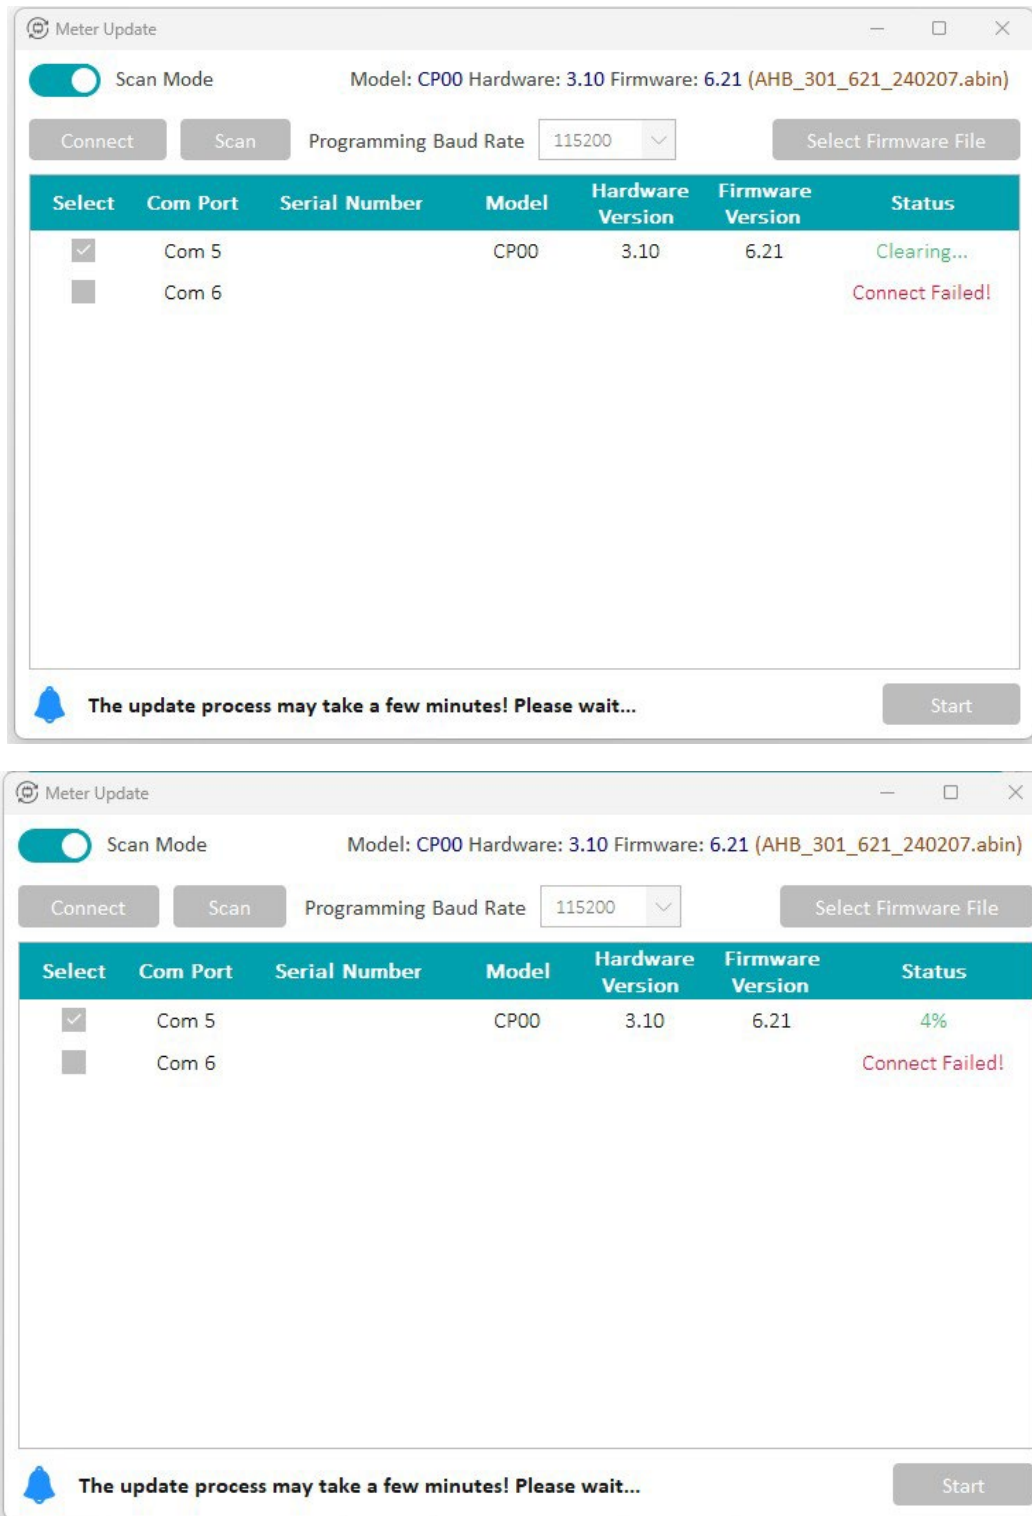 Meter Update
Scan Mode Model: CP00 Hardware: 3.10 Firmware: 6.21 (AHB_301_621_240207.abin)
Connect Scan Programming Baud Rate 115200 Select Firmware File
Select Com Port Serial Number Model Hardware Version Firmware Version Status
Com 5 CP00 3.10 6.21 Clearing...
Com 6 Connect Failed!
The update process may take a few minutes! Please wait... Start
Meter Update
Scan Mode Model: CP00 Hardware: 3.10 Firmware: 6.21 (AHB_301_621_240207.abin)
Connect Scan Programming Baud Rate 115200 Select Firmware File
Select Com Port Serial Number Model Hardware Version Firmware Version Status
Com 5 CP00 3.10 6.21 4%
Com 6 Connect Failed!
The update process may take a few minutes! Please wait... Start